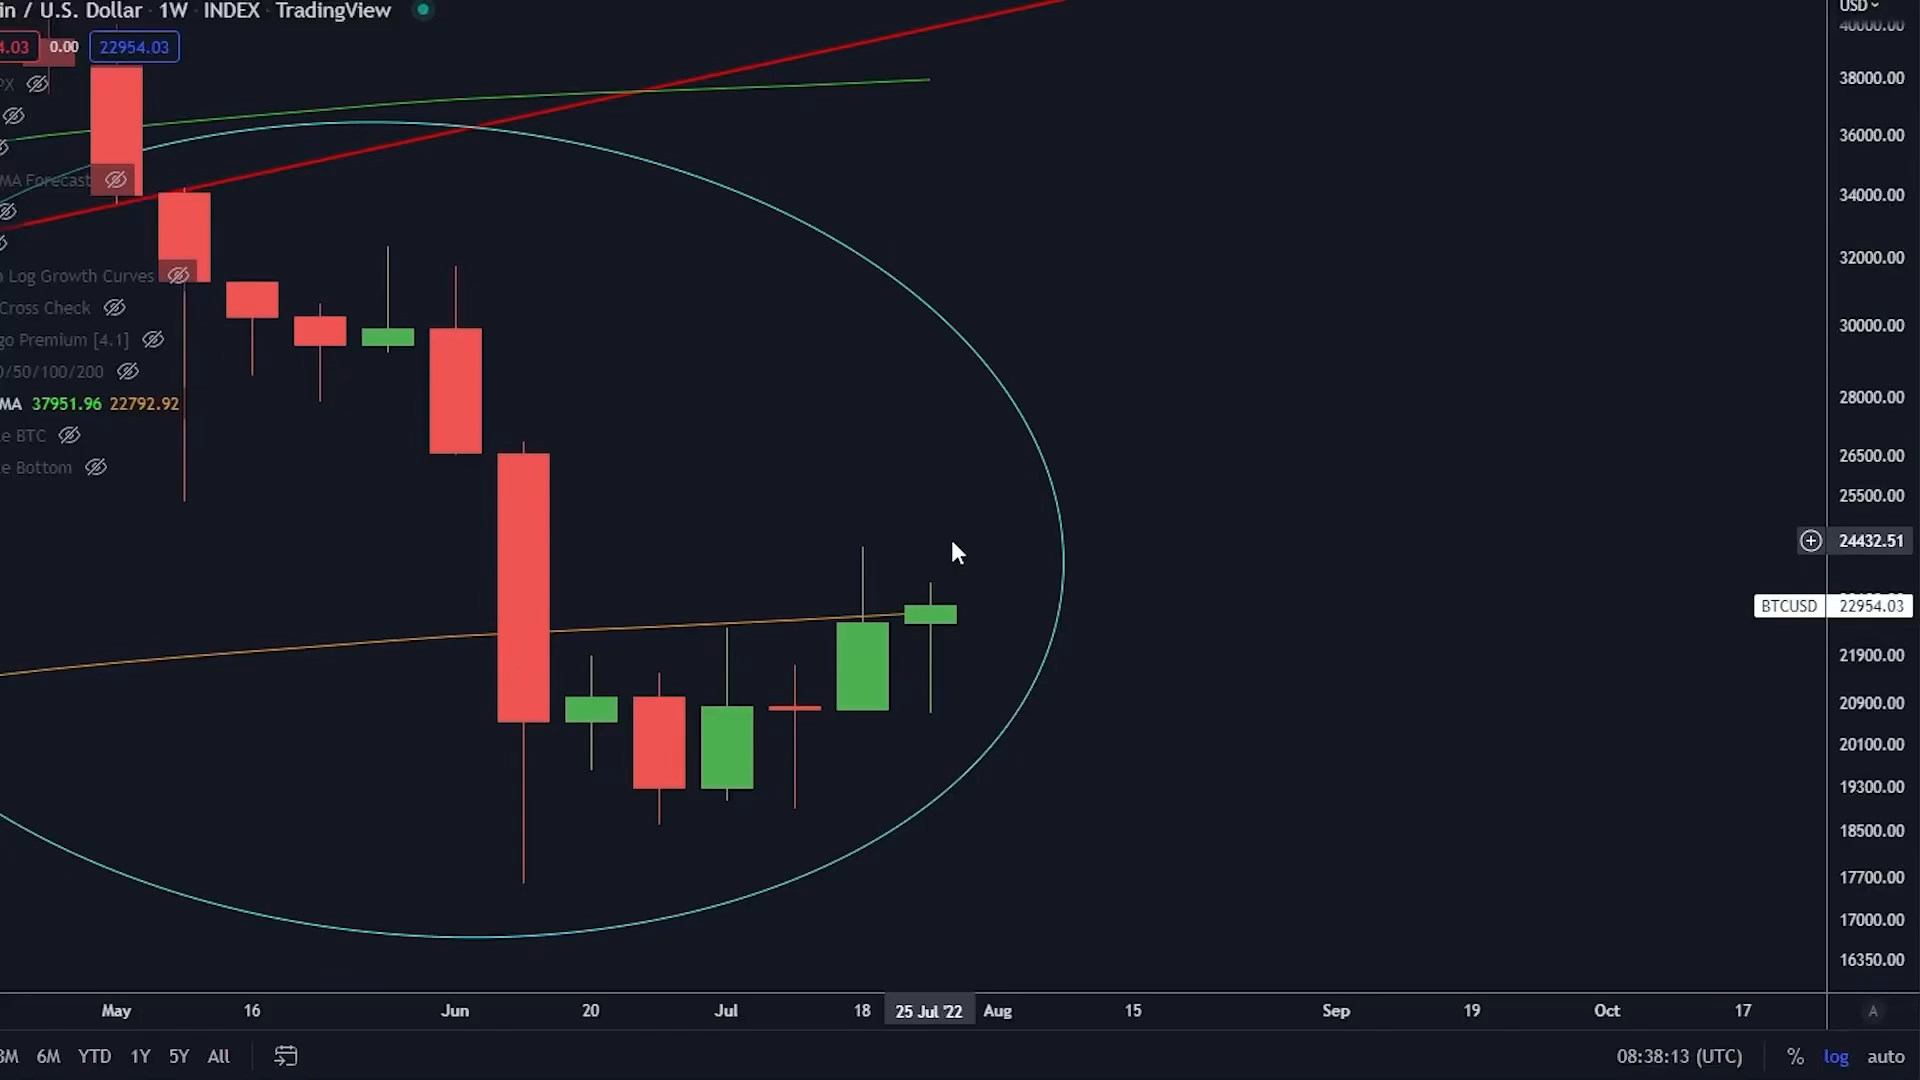 in / U.S. Dollar · 1W · INDEX · TradingView
4.03 0.00 22954.03
PX
MA Forecast
Log Growth Curves
Cross Check
go Premium [4.1]
0/50/100/200
MA 37951.96 22792.92
e BTC
e Bottom
USD
40000.00
38000.00
36000.00
34000.00
32000.00
30000.00
28000.00
26500.00
25500.00
24432.51
BTCUSD 22954.03
21900.00
20900.00
20100.00
19300.00
18500.00
17700.00
17000.00
16350.00
May 16 Jun 20 Jul 18 25 Jul '22 Aug 15 Sep 19 Oct 17 A
3M 6M YTD 1Y 5Y All 08:38:13 (UTC) % log auto